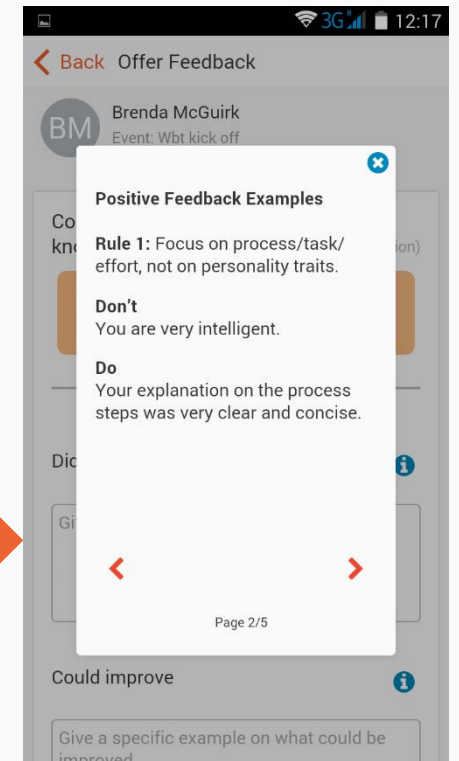 3G 12:17
Back Offer Feedback
BM
Brenda McGuirk
Event: Wbt kick off
Positive Feedback Examples
Rule 1: Focus on process/task/
effort, not on personality traits.
Don't
You are very intelligent.
Do
Your explanation on the process
steps was very clear and concise.
Page 2/5
Could improve
Give a specific example on what could be
improved